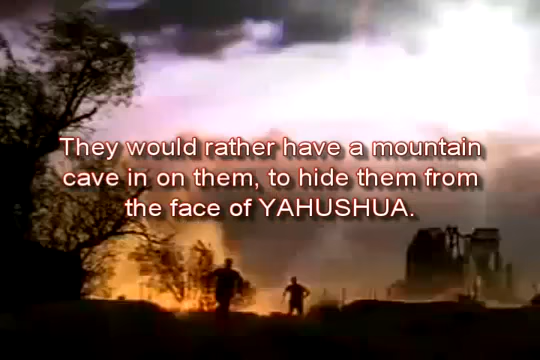 They would rather have a mountain
cave in on them, to hide them from
the face of YAHUSHUA.